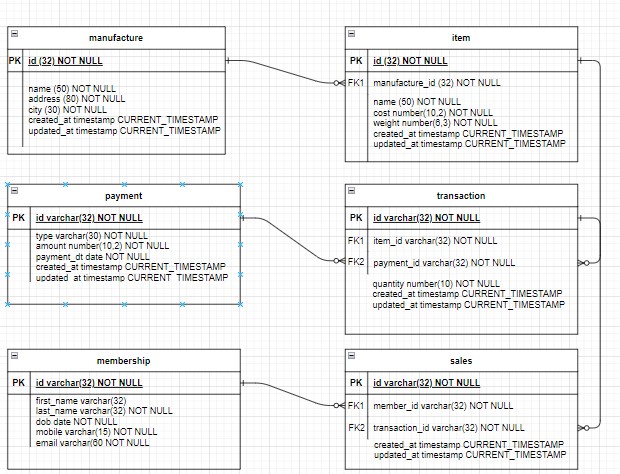 manufacture
PK id (32) NOT NULL
name (50) NOT NULL
address (80) NOT NULL
city (30) NOT NULL
created_at timestamp CURRENT_TIMESTAMP
updated_at timestamp CURRENT_TIMESTAMP
item
PK id (32) NOT NULL
FK1 manufacture_id (32) NOT NULL
name (50) NOT NULL
cost number(10,2) NOT NULL
weight number(6,3) NOT NULL
created_at timestamp CURRENT_TIMESTAMP
updated_at timestamp CURRENT_TIMESTAMP
payment
PK id varchar(32) NOT NULL
type varchar(30) NOT NULL
amount number(10,2) NOT NULL
payment_dt date NOT NULL
created_at timestamp CURRENT_TIMESTAMP
updated_at timestamp CURRENT_TIMESTAMP
transaction
PK id varchar(32) NOT NULL
FK1 item_id varchar(32) NOT NULL
FK2 payment_id varchar(32) NOT NULL
quantity number(10) NOT NULL
created_at timestamp CURRENT_TIMESTAMP
updated_at timestamp CURRENT_TIMESTAMP
membership
PK id varchar(32) NOT NULL
first_name varchar(32)
last_name varchar(32) NOT NULL
dob date NOT NULL
mobile varchar(15) NOT NULL
email varchar(60 NOT NULL
sales
PK id varchar(32) NOT NULL
FK1 member_id varchar(32) NOT NULL
FK2 transaction_id varchar(32) NOT NULL
created_at timestamp CURRENT_TIMESTAMP
updated_at timestamp CURRENT_TIMESTAMP